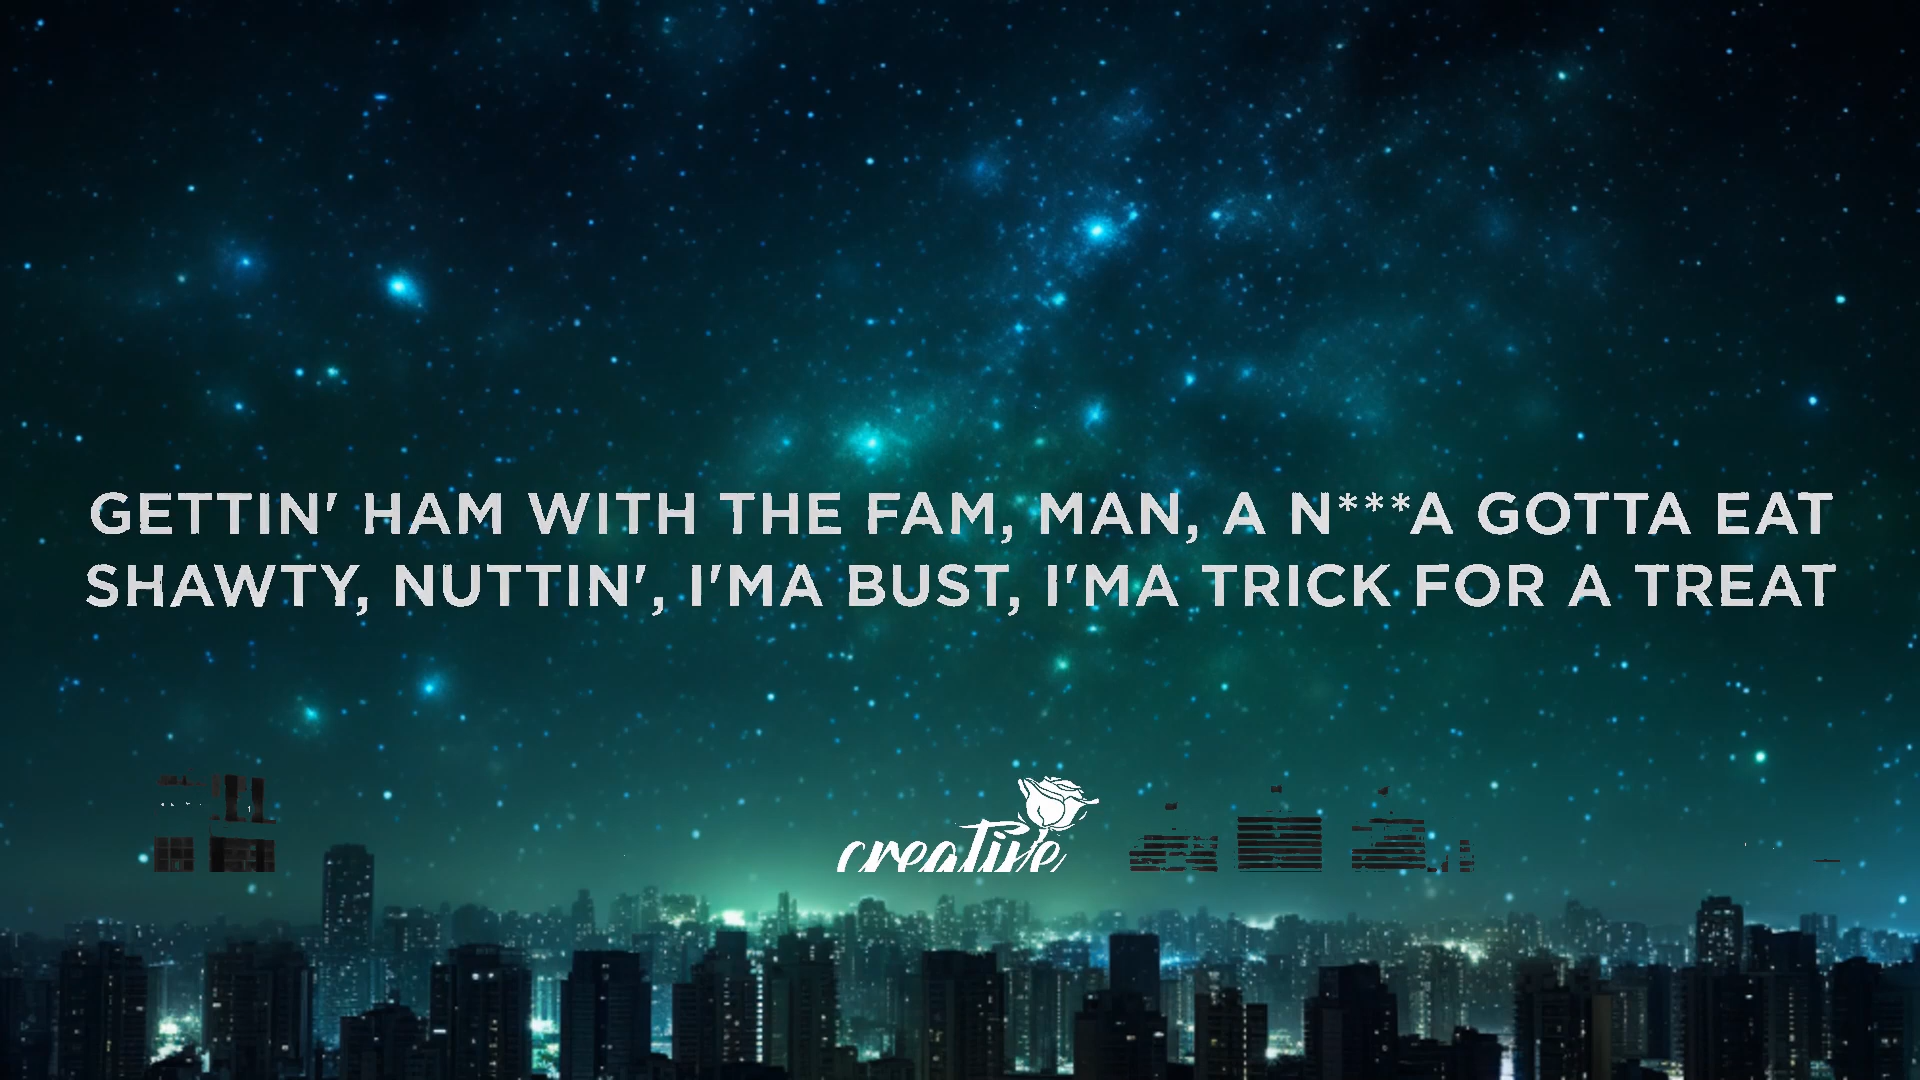 GETTIN' HAM WITH THE FAM, MAN, A N***A GOTTA EAT
SHAWTY, NUTTIN', I'MA BUST, I'MA TRICK FOR A TREAT
creative